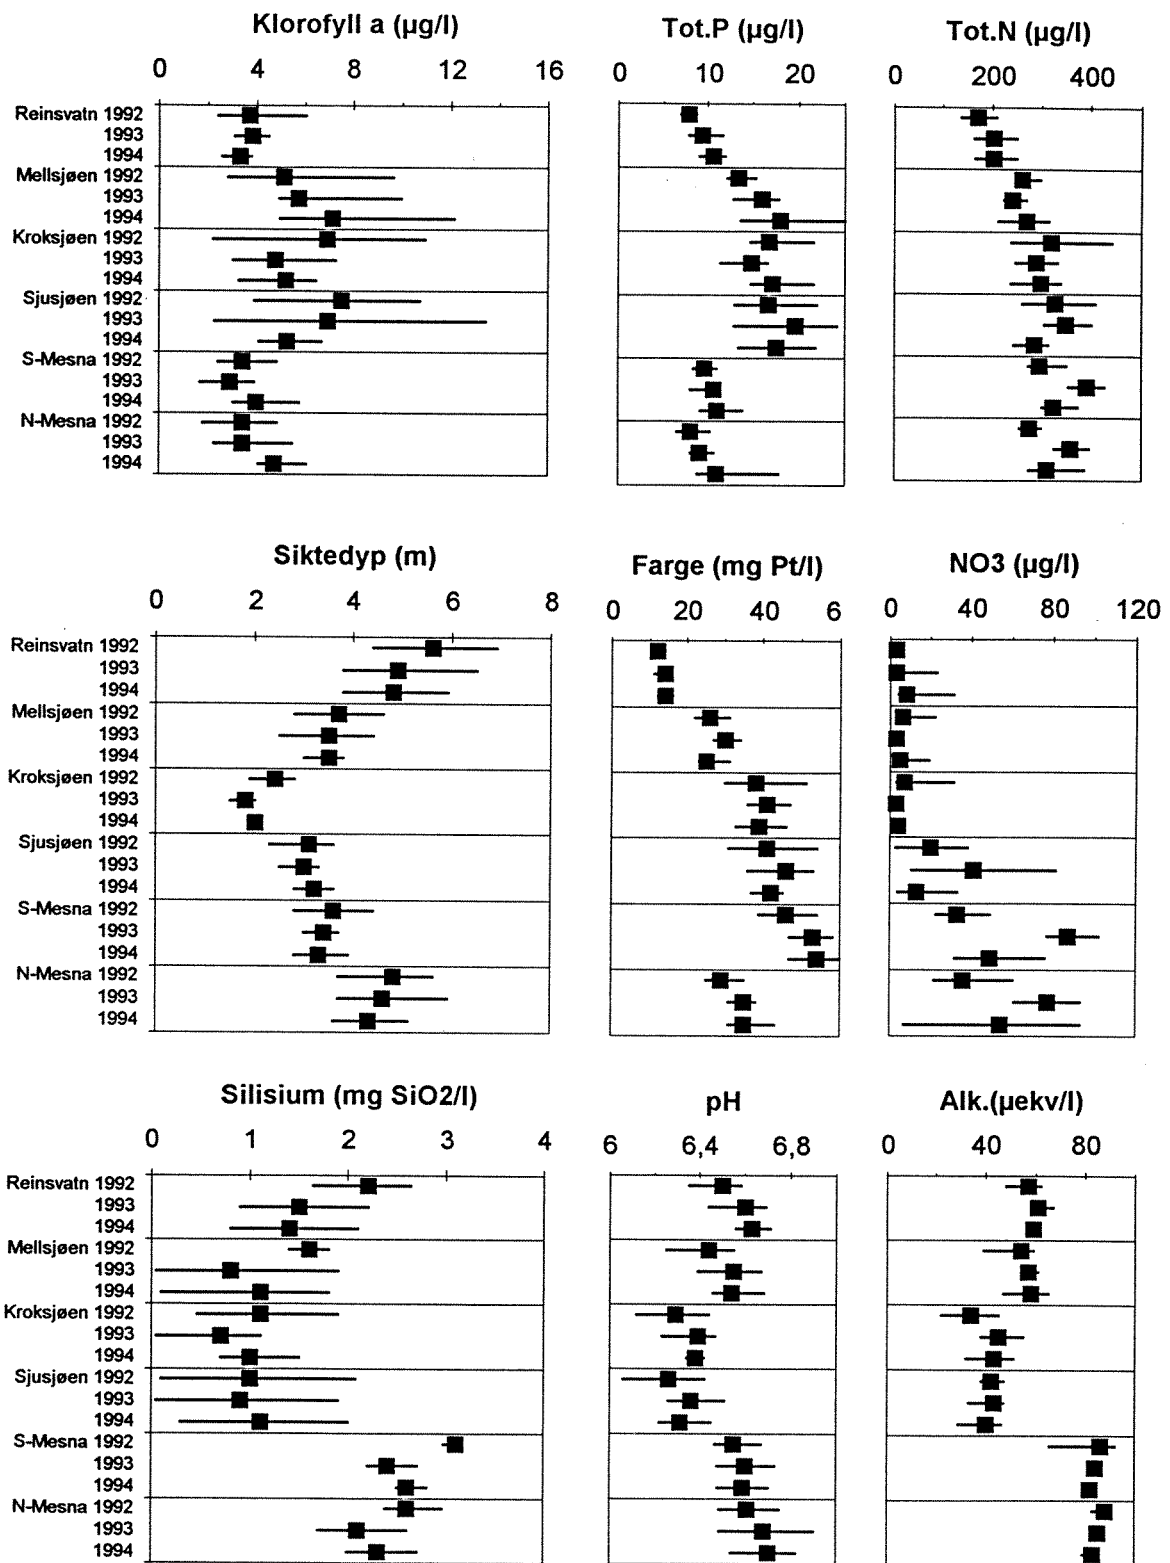 Klorofyll a (µg/l) Tot.P (µg/l) Tot.N (µg/l)
0 4 8 12 16 0 10 20 0 200 400
Reinsvatn 1992
1993
1994
Mellsjøen 1992
1993
1994
Kroksjøen 1992
1993
1994
Sjusjøen 1992
1993
1994
S-Mesna 1992
1993
1994
N-Mesna 1992
1993
1994
Siktedyp (m) Farge (mg Pt/l) NO3 (µg/l)
0 2 4 6 8 0 20 40 6 0 40 80 120
Reinsvatn 1992
1993
1994
Mellsjøen 1992
1993
1994
Kroksjøen 1992
1993
1994
Sjusjøen 1992
1993
1994
S-Mesna 1992
1993
1994
N-Mesna 1992
1993
1994
Silisium (mg SiO2/l) pH Alk.(µekv/l)
0 1 2 3 4 6 6,4 6,8 0 40 80
Reinsvatn 1992
1993
1994
Mellsjøen 1992
1993
1994
Kroksjøen 1992
1993
1994
Sjusjøen 1992
1993
1994
S-Mesna 1992
1993
1994
N-Mesna 1992
1993
1994